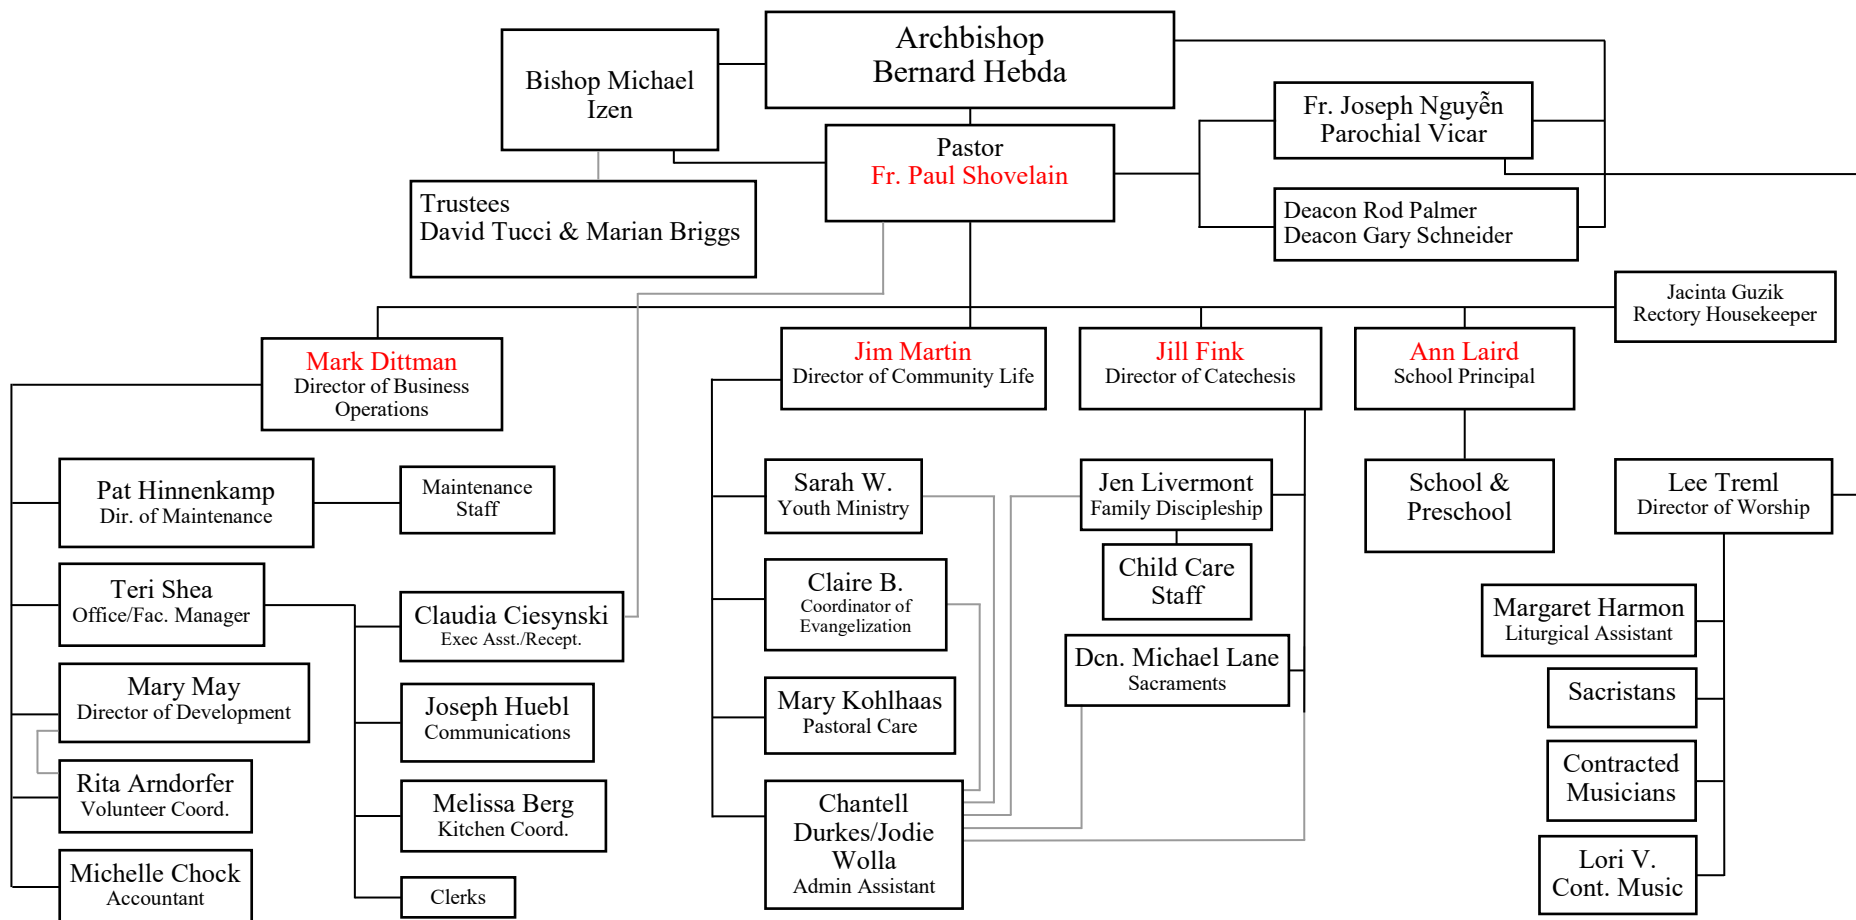 Archbishop
Bernard Hebda
Bishop Michael
Izen
Fr. Joseph Nguyễn
Parochial Vicar
Pastor
Fr. Paul Shovelain
Trustees
David Tucci & Marian Briggs
Deacon Rod Palmer
Deacon Gary Schneider
Jacinta Guzik
Rectory Housekeeper
Mark Dittman
Director of Business
Operations
Jim Martin
Director of Community Life
Jill Fink
Director of Catechesis
Ann Laird
School Principal
Pat Hinnenkamp
Dir. of Maintenance
Maintenance
Staff
Teri Shea
Office/Fac. Manager
Claudia Ciesynski
Exec Asst./Recept.
Mary May
Director of Development
Joseph Huebl
Communications
Rita Arndorfer
Volunteer Coord.
Melissa Berg
Kitchen Coord.
Michelle Chock
Accountant
Clerks
Sarah W.
Youth Ministry
Claire B.
Coordinator of
Evangelization
Mary Kohlhaas
Pastoral Care
Chantell
Durkes/Jodie
Wolla
Admin Assistant
Jen Livermont
Family Discipleship
Child Care
Staff
Dcn. Michael Lane
Sacraments
School &
Preschool
Lee Treml
Director of Worship
Margaret Harmon
Liturgical Assistant
Sacristans
Contracted
Musicians
Lori V.
Cont. Music